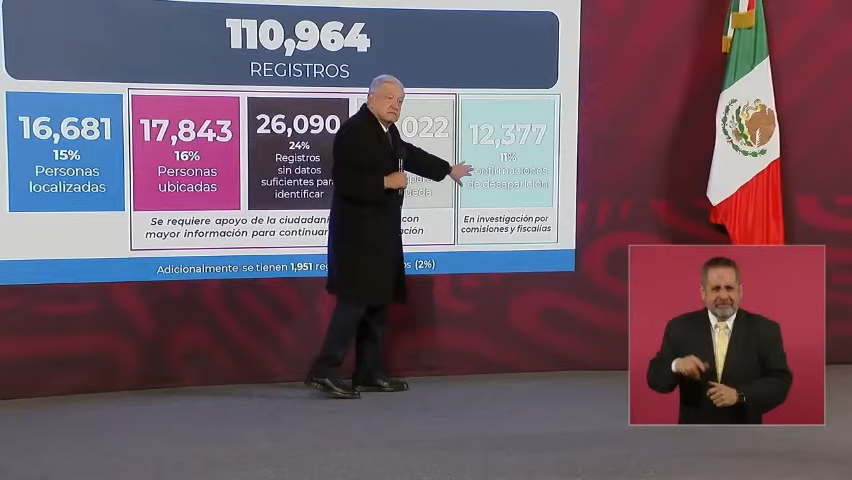 110,964
REGISTROS
16,681
15%
Personas
localizadas
17,843
16%
Personas
ubicadas
26,090
24%
Registros
sin datos
suficientes para
identificar
022
12,377
11%
Confirmaciones
de desaparición
Se requiere apoyo de la ciudadanía con
mayor información para continuar
En investigación por
comisiones y fiscalías
Adicionalmente se tienen 1,951 (2%)